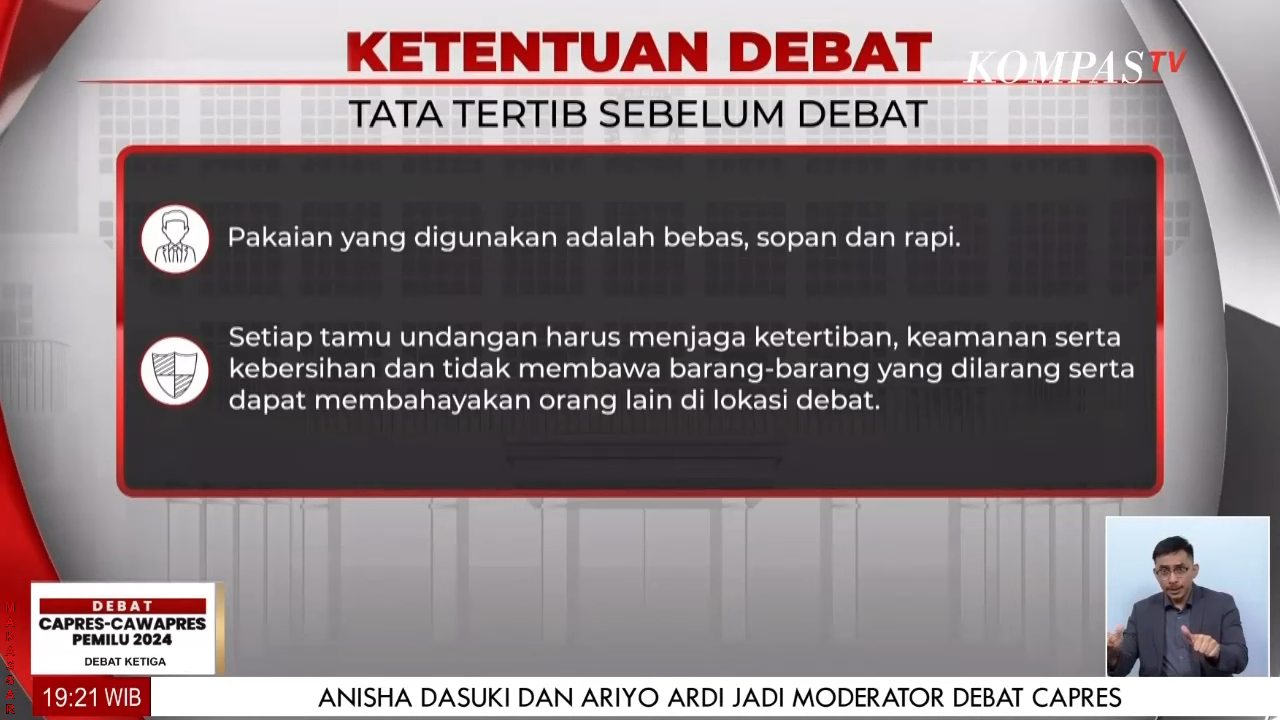 KETENTUAN DEBAT
KOMPAS TV
TATA TERTIB SEBELUM DEBAT
Pakaian yang digunakan adalah bebas, sopan dan rapi.
Setiap tamu undangan harus menjaga ketertiban, keamanan serta
kebersihan dan tidak membawa barang-barang yang dilarang serta
dapat membahayakan orang lain di lokasi debat.
DEBAT
CAPRES-CAWAPRES
PEMILU 2024
DEBAT KETIGA
19:21 WIB
ANISHA DASUKI DAN ARIYO ARDI JADI MODERATOR DEBAT CAPRES